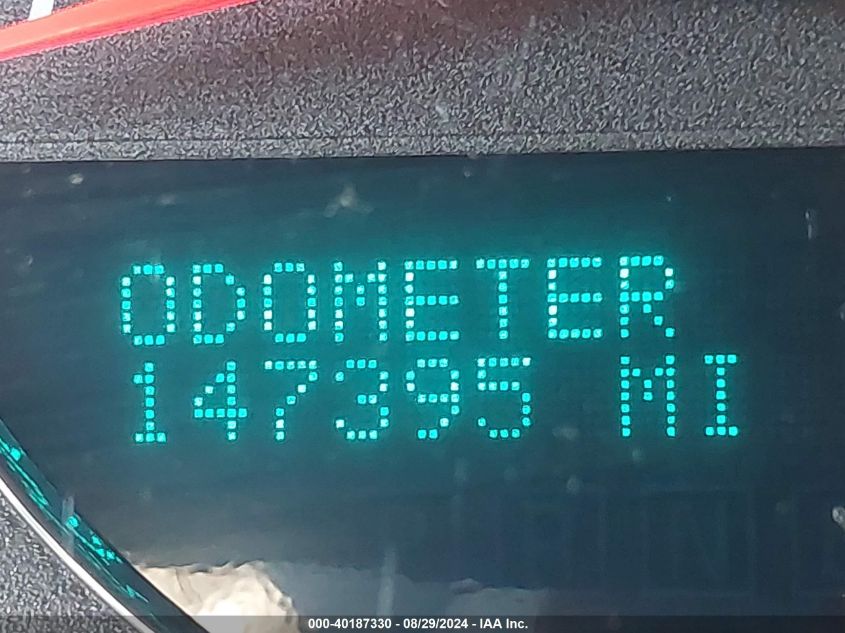 ODOMETER
147395 MI
000-40187330 - 08/29/2024 - IAA Inc.